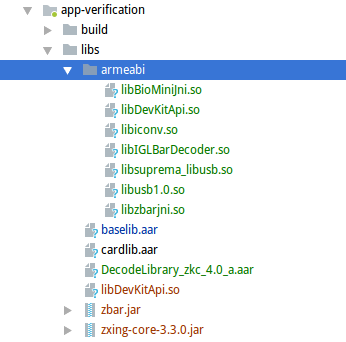 app-verification
build
libs
armeabi
libBioMiniJni.so
libDevKitApi.so
libiconv.so
libIGLBarDecoder.so
libsuprema_libusb.so
libusb1.0.so
libzbarjni.so
baselib.aar
cardlib.aar
DecodeLibrary_zkc_4.0_a.aar
libDevKitApi.so
zbar.jar
zxing-core-3.3.0.jar